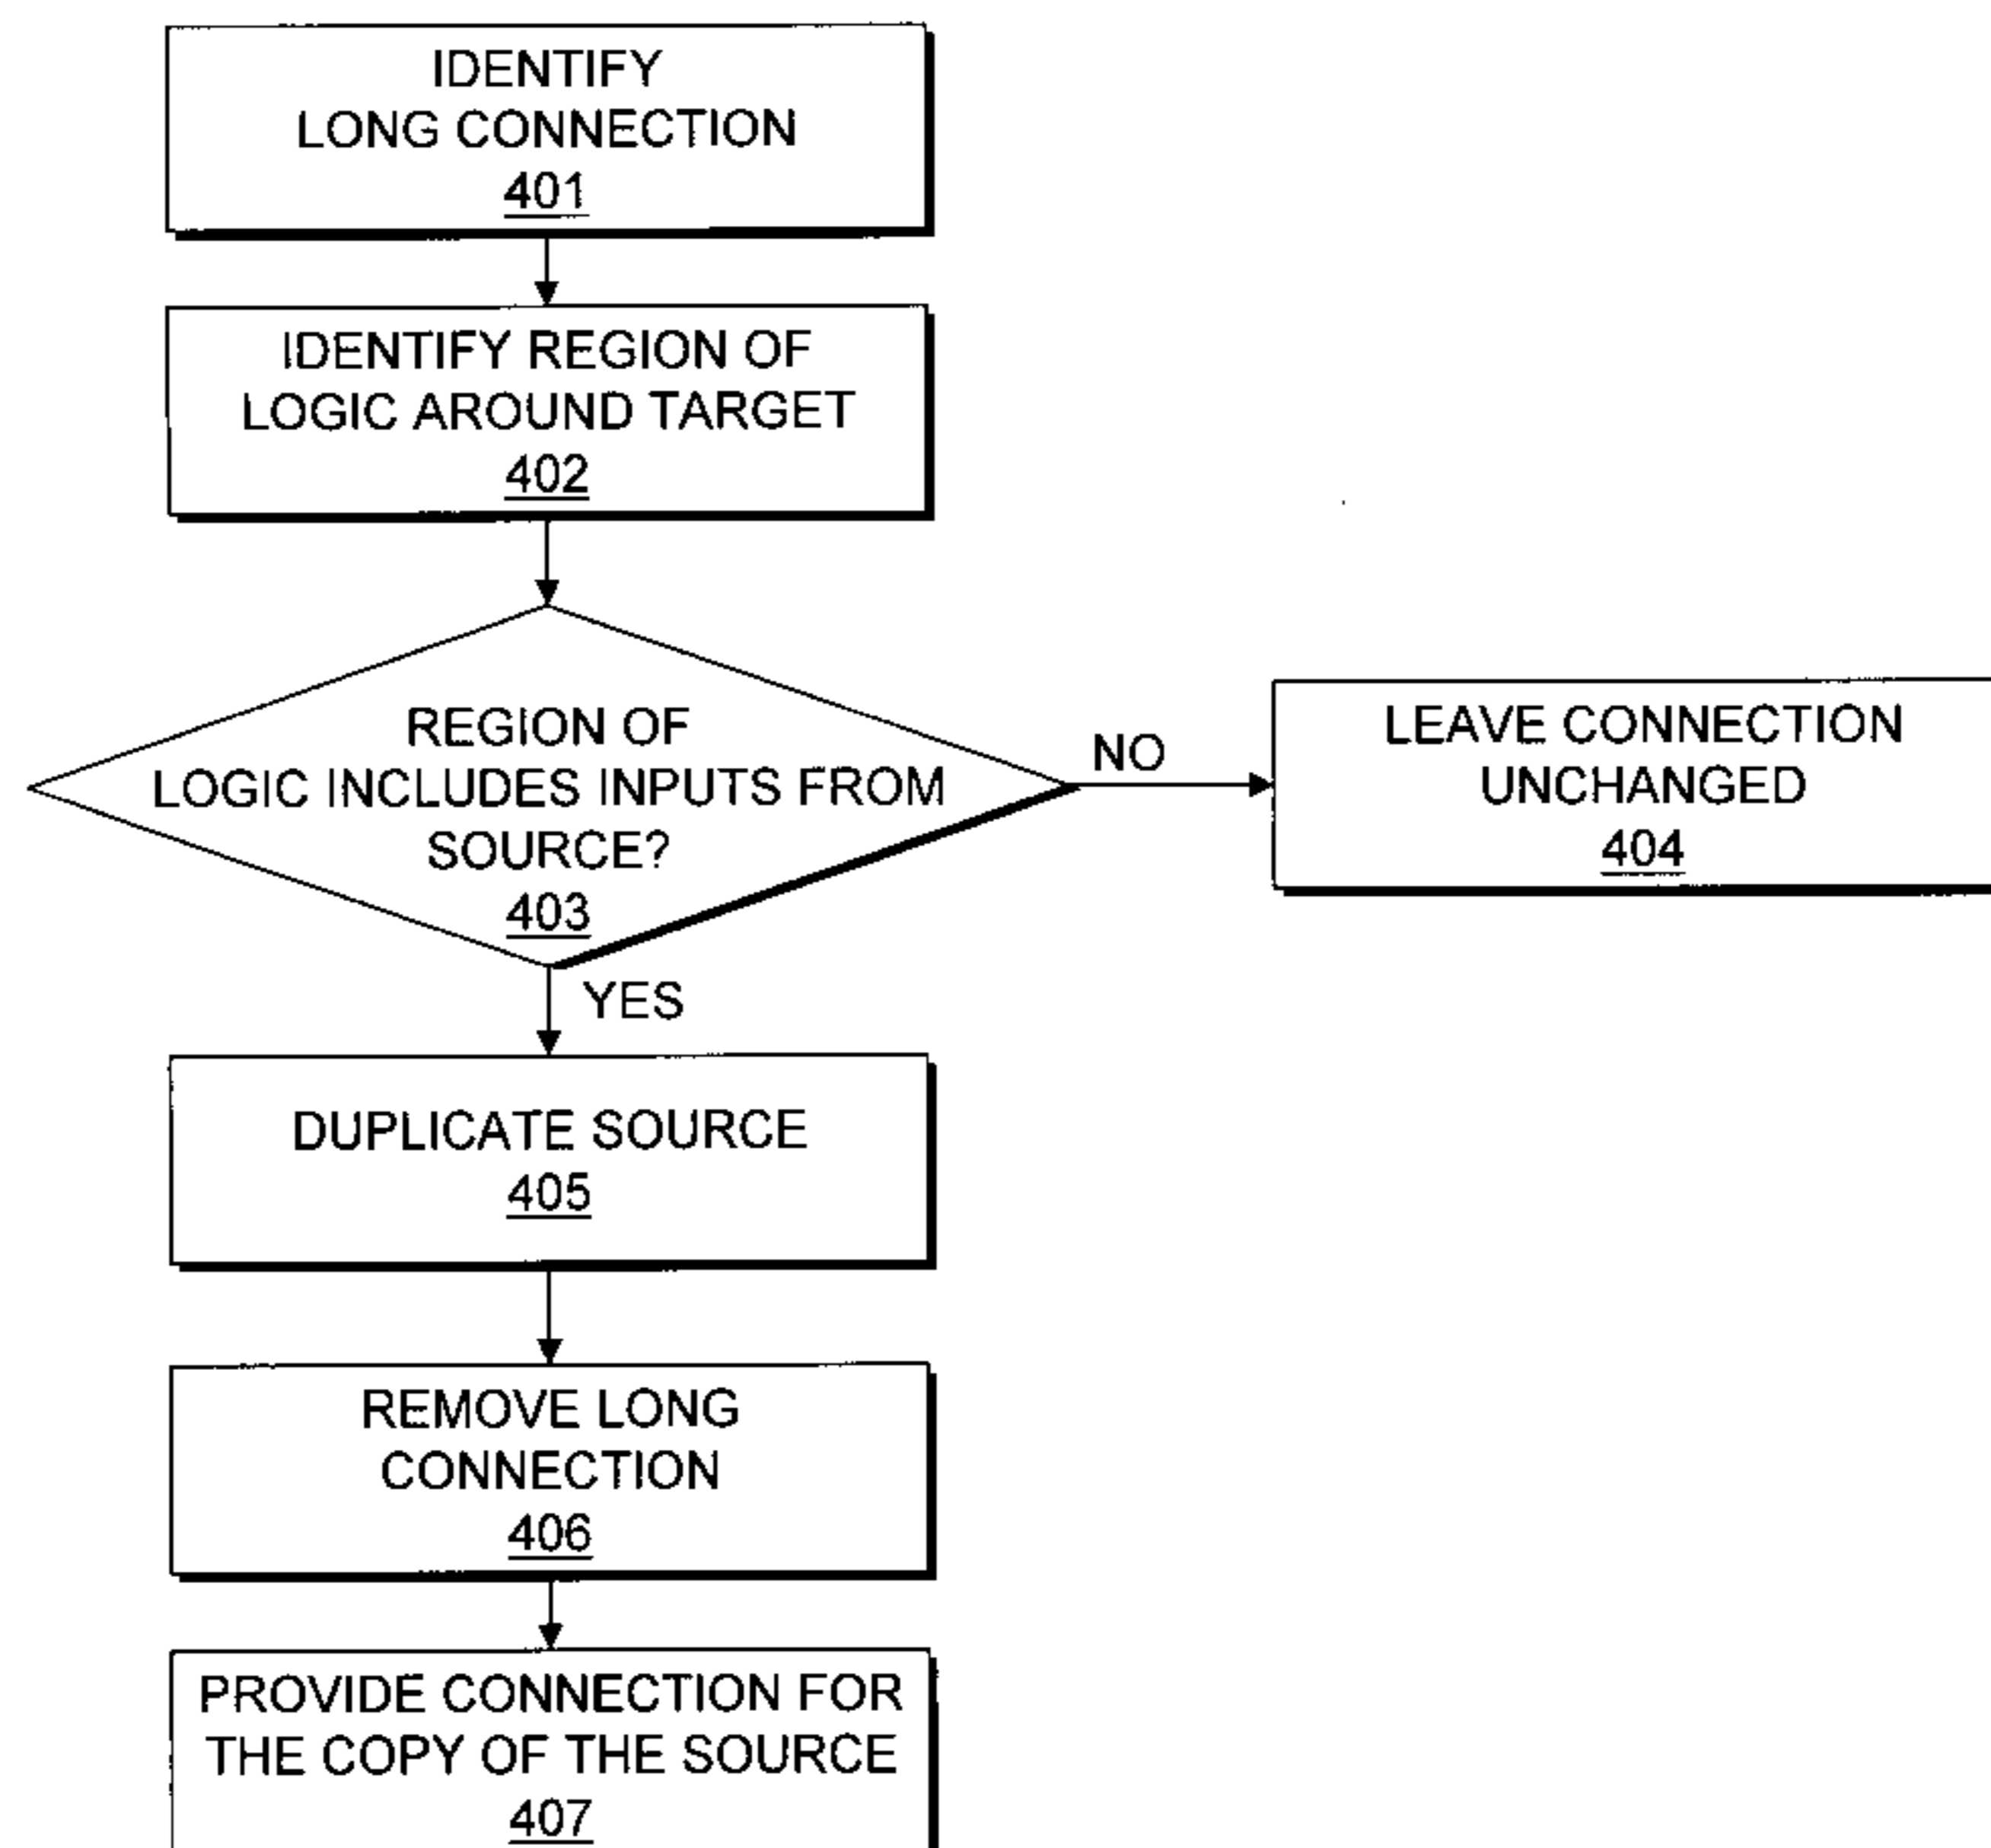 IDENTIFY
LONG CONNECTION
401
IDENTIFY REGION OF
LOGIC AROUND TARGET
402
REGION OF
LOGIC INCLUDES INPUTS FROM
SOURCE?
403
NO
LEAVE CONNECTION
UNCHANGED
404
YES
DUPLICATE SOURCE
405
REMOVE LONG
CONNECTION
406
PROVIDE CONNECTION FOR
THE COPY OF THE SOURCE
407